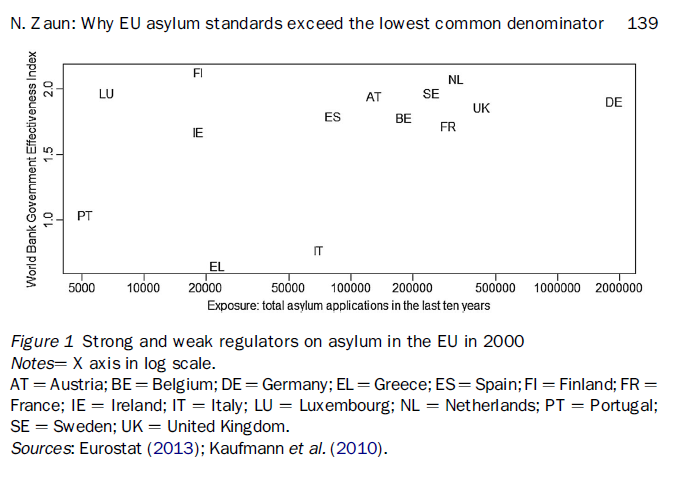 N. Zaun: Why EU asylum standards exceed the lowest common denominator 139
World Bank Government Effectiveness Index
2.0
1.5
1.0
FI
NL
LU
AT
SE
DE
UK
ES
BE
FR
IE
PT
IT
EL
5000 10000 20000 50000 100000 200000 500000 1000000 2000000
Exposure: total asylum applications in the last ten years
Figure 1 Strong and weak regulators on asylum in the EU in 2000
Notes= X axis in log scale.
AT = Austria; BE = Belgium; DE = Germany; EL = Greece; ES = Spain; FI = Finland; FR =
France; IE = Ireland; IT = Italy; LU = Luxembourg; NL = Netherlands; PT = Portugal;
SE = Sweden; UK = United Kingdom.
Sources: Eurostat (2013); Kaufmann et al. (2010).